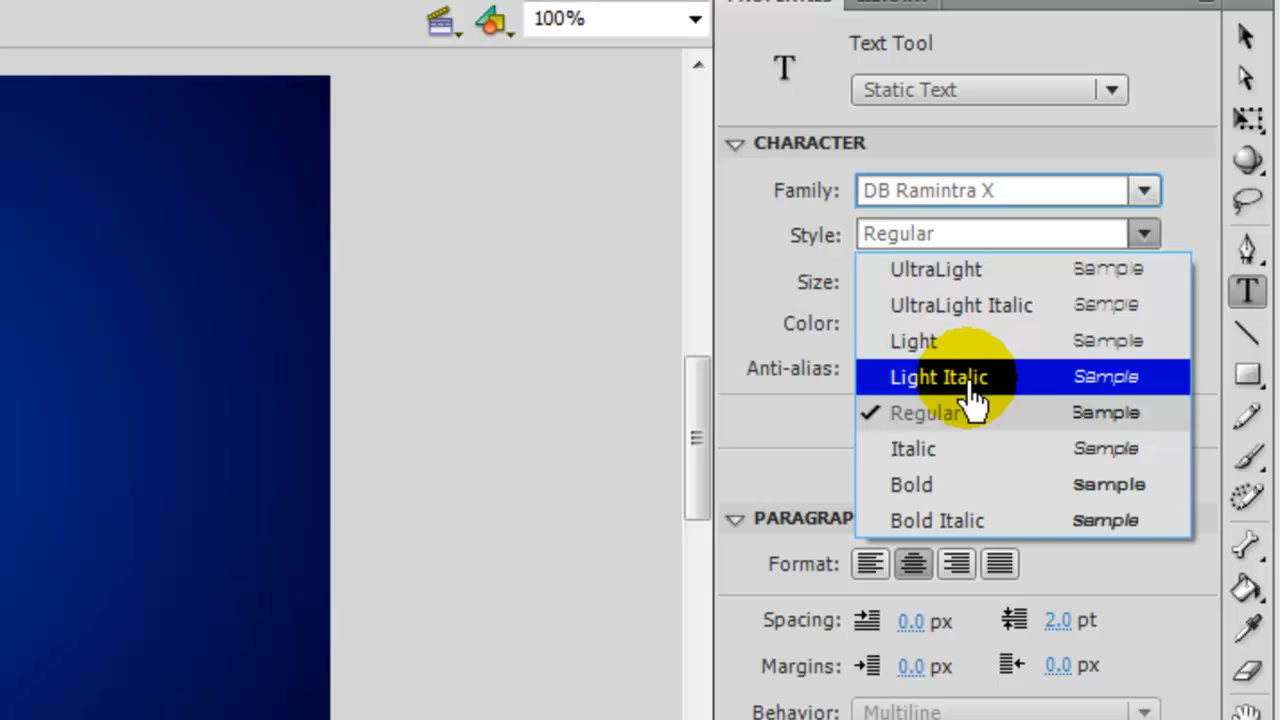 PROPERTIES LIBRARY
100%
Text Tool
T
Static Text
CHARACTER
Family: DB Ramintra X
Style: Regular
UltraLight Sample
Size:
UltraLight Italic Sample
Color:
Light Sample
Anti-alias:
Light Italic Sample
Regular Sample
Italic Sample
Bold Sample
PARAGRAP
Bold Italic Sample
Format:
Spacing: 0.0 px 2.0 pt
Margins: 0.0 px 0.0 px
Behavior: Multiline